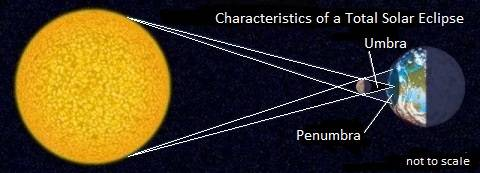 Characteristics of a Total Solar Eclipse
Umbra
Penumbra
not to scale